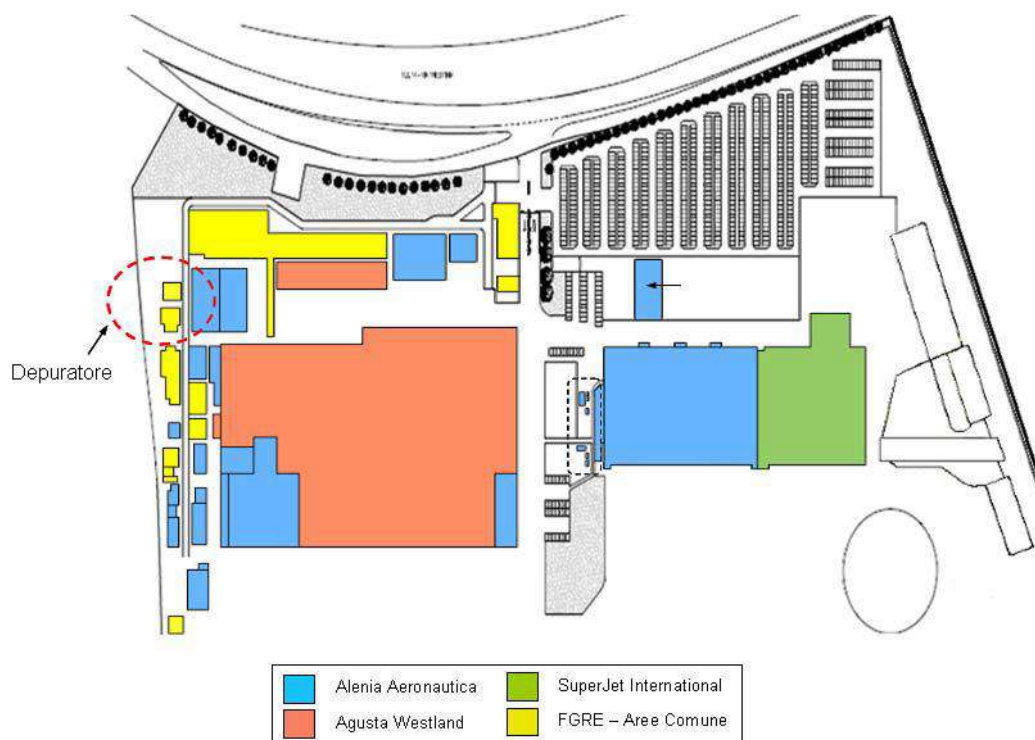 Depuratore
Alenia Aeronautica
SuperJet International
Agusta Westland
FGRE – Aree Comune